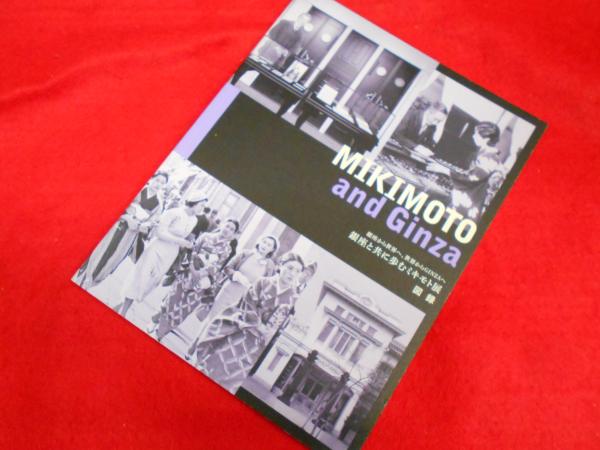 MIKIMOTO
and Ginza
銀座から世界へ、世界からGINZAへ
銀座と共に歩むミキモト展
図録